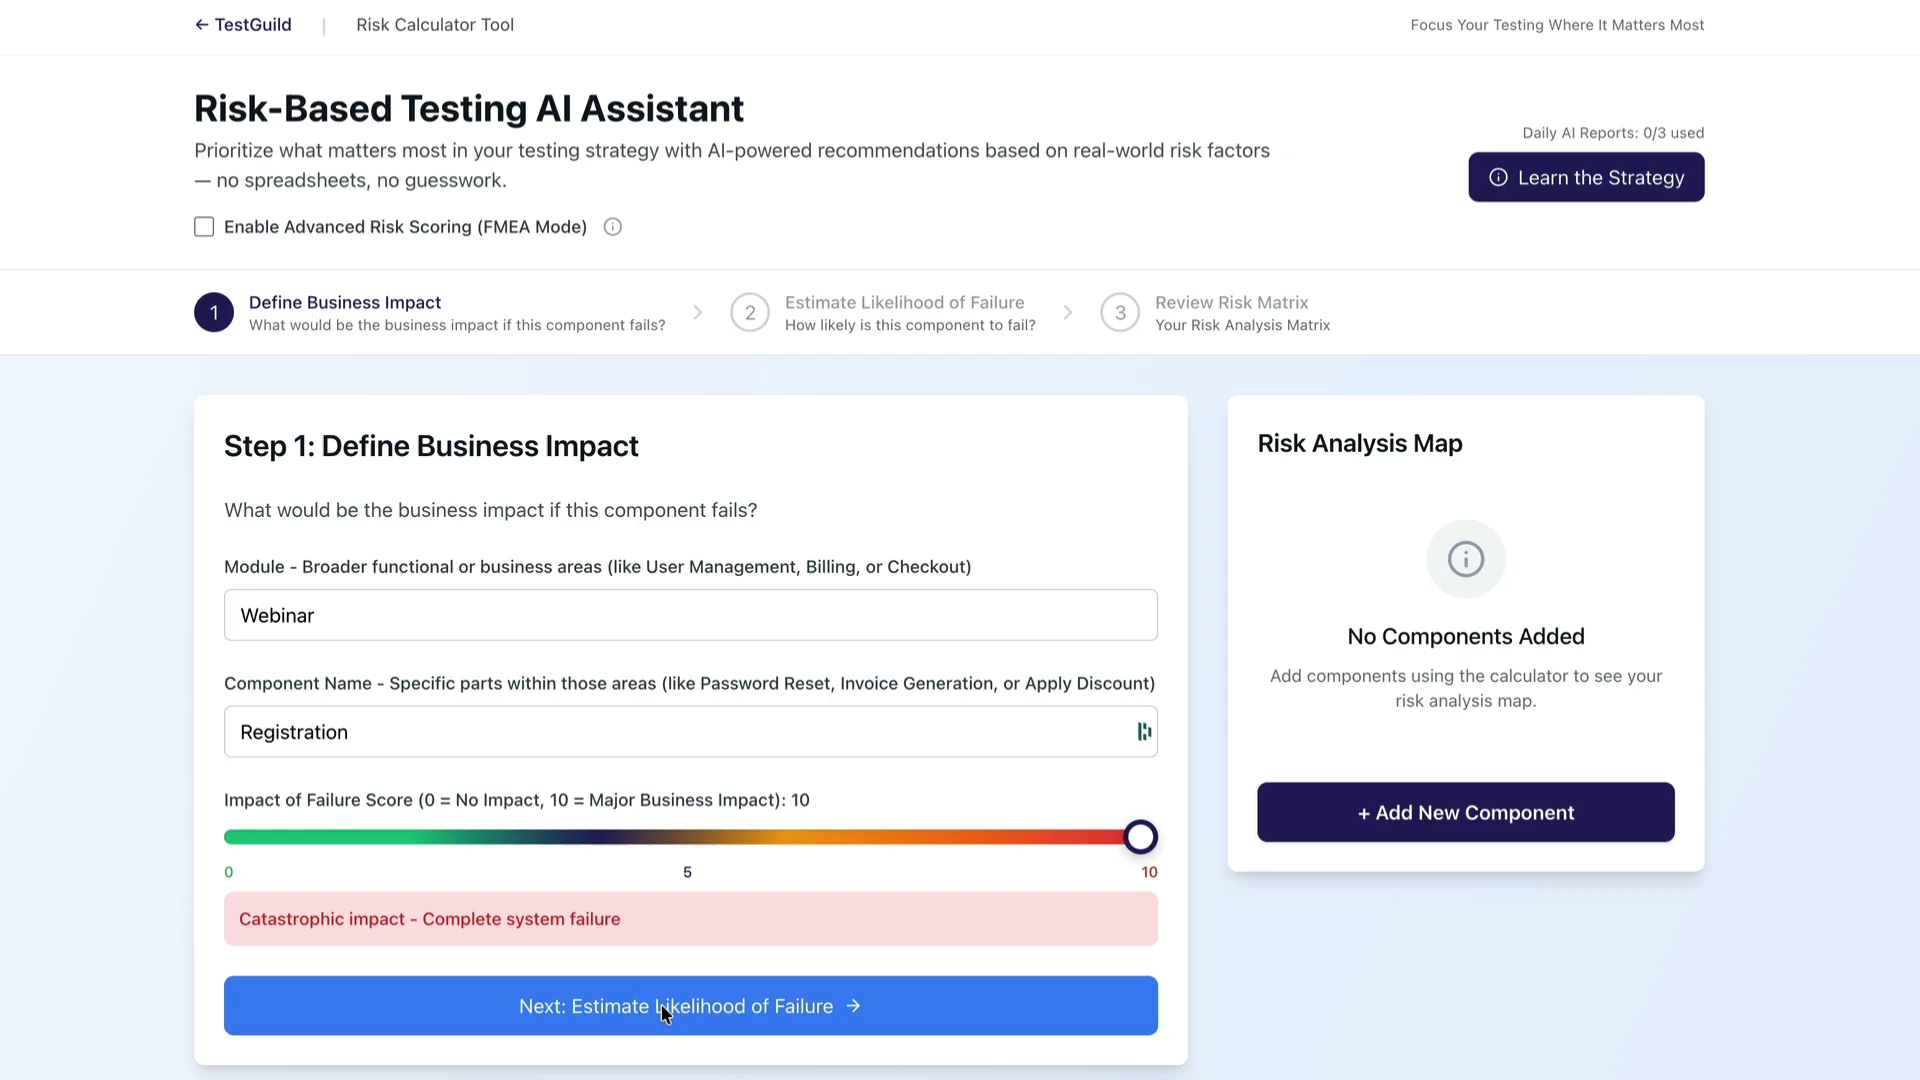 ← TestGuild | Risk Calculator Tool
Focus Your Testing Where It Matters Most
Risk-Based Testing AI Assistant
Prioritize what matters most in your testing strategy with AI-powered recommendations based on real-world risk factors
— no spreadsheets, no guesswork.
Daily AI Reports: 0/3 used
Learn the Strategy
Enable Advanced Risk Scoring (FMEA Mode)
1 Define Business Impact
What would be the business impact if this component fails?
2 Estimate Likelihood of Failure
How likely is this component to fail?
3 Review Risk Matrix
Your Risk Analysis Matrix
Step 1: Define Business Impact
What would be the business impact if this component fails?
Module - Broader functional or business areas (like User Management, Billing, or Checkout)
Webinar
Component Name - Specific parts within those areas (like Password Reset, Invoice Generation, or Apply Discount)
Registration
Impact of Failure Score (0 = No Impact, 10 = Major Business Impact): 10
0 5 10
Catastrophic impact - Complete system failure
Next: Estimate Likelihood of Failure →
Risk Analysis Map
No Components Added
Add components using the calculator to see your
risk analysis map.
+ Add New Component